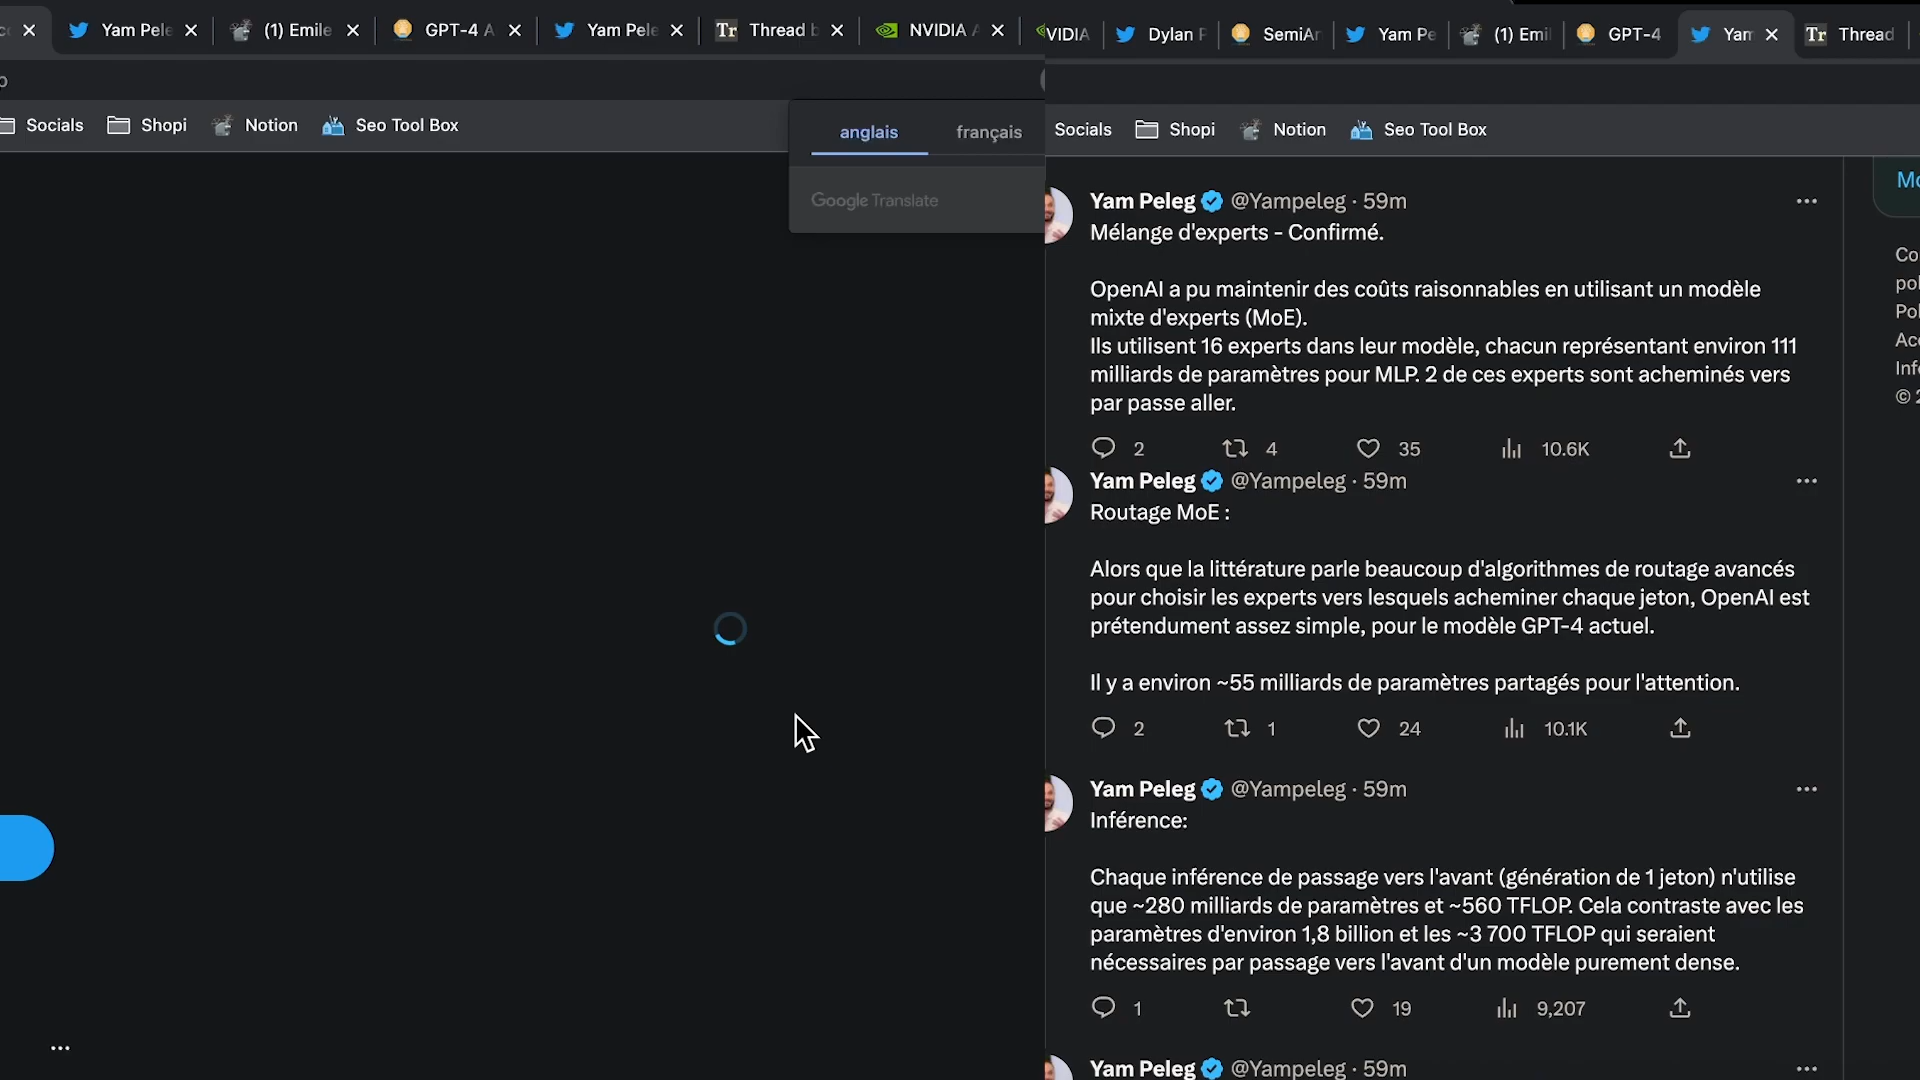 Yam Pele
(1) Emile
GPT-4 A
Yam Pele
Thread b
NVIDIA A
VIDIA
Dylan P
SemiAn
Yam Pe
(1) Emil
GPT-4
Yam
Thread
Socials
Shopi
Notion
Seo Tool Box
anglais
français
Google Translate
Socials
Shopi
Notion
Seo Tool Box
Yam Peleg @Yampeleg · 59m
Mélange d'experts - Confirmé.
OpenAI a pu maintenir des coûts raisonnables en utilisant un modèle
mixte d'experts (MoE).
Ils utilisent 16 experts dans leur modèle, chacun représentant environ 111
milliards de paramètres pour MLP. 2 de ces experts sont acheminés vers
par passe aller.
2 4 35 10.6K
Yam Peleg @Yampeleg · 59m
Routage MoE :
Alors que la littérature parle beaucoup d'algorithmes de routage avancés
pour choisir les experts vers lesquels acheminer chaque jeton, OpenAI est
prétendument assez simple, pour le modèle GPT-4 actuel.
Il y a environ ~55 milliards de paramètres partagés pour l'attention.
2 1 24 10.1K
Yam Peleg @Yampeleg · 59m
Inférence:
Chaque inférence de passage vers l'avant (génération de 1 jeton) n'utilise
que ~280 milliards de paramètres et ~560 TFLOP. Cela contraste avec les
paramètres d'environ 1,8 billion et les ~3 700 TFLOP qui seraient
nécessaires par passage vers l'avant d'un modèle purement dense.
1 19 9,207
Yam Peleg @Yampeleg · 59m
Mo
Co
pol
Pol
Acc
Info
© 2